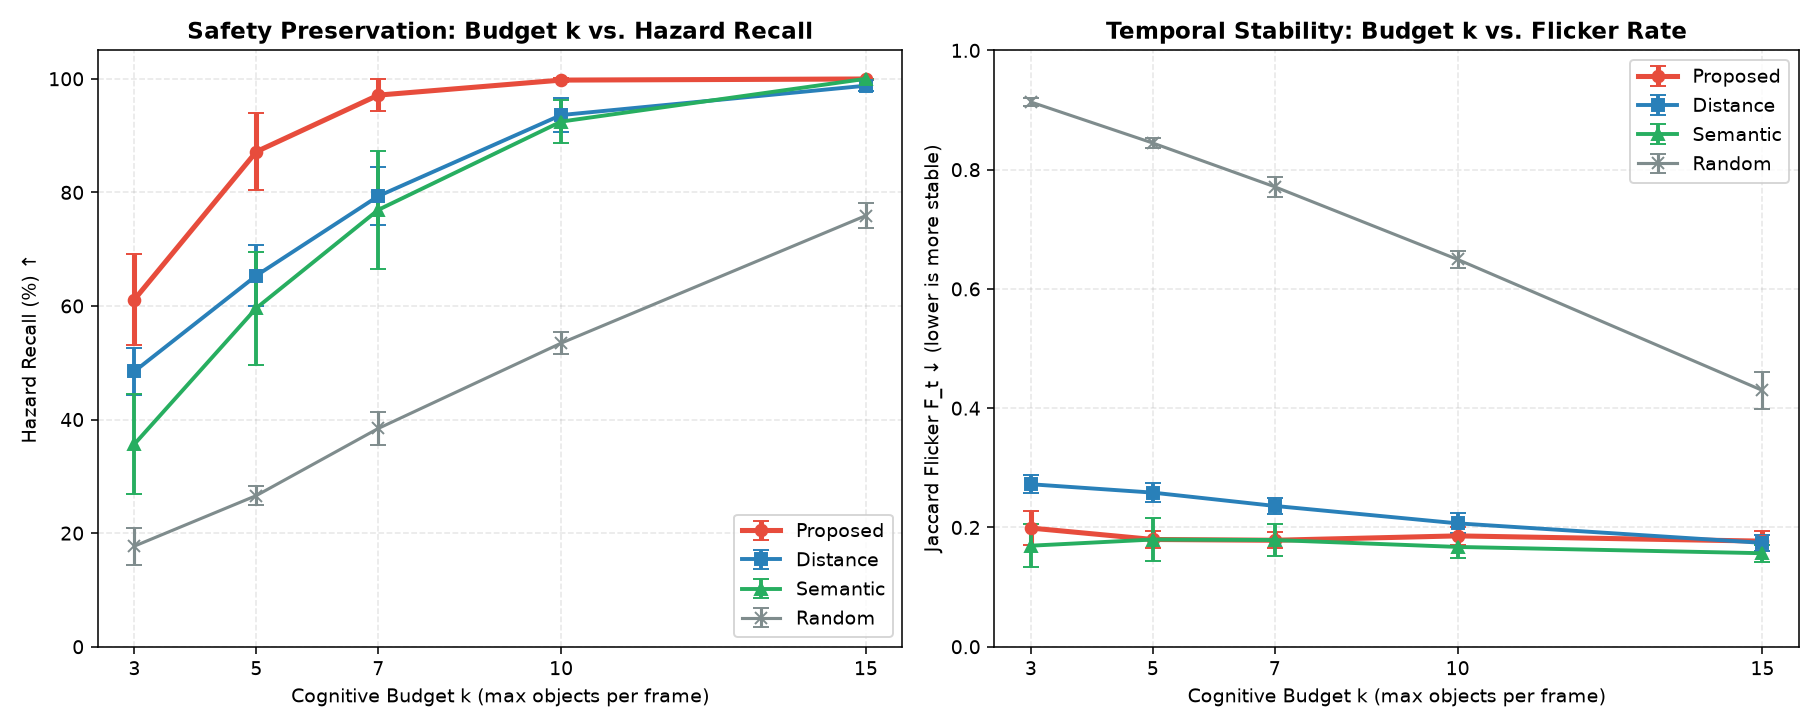 Safety Preservation: Budget k vs. Hazard Recall
Hazard Recall (%) ↑
100
80
60
40
20
0
3 5 7 10 15
Cognitive Budget k (max objects per frame)
Proposed
Distance
Semantic
Random
Temporal Stability: Budget k vs. Flicker Rate
Jaccard Flicker F_t ↓ (lower is more stable)
1.0
0.8
0.6
0.4
0.2
0.0
3 5 7 10 15
Cognitive Budget k (max objects per frame)
Proposed
Distance
Semantic
Random